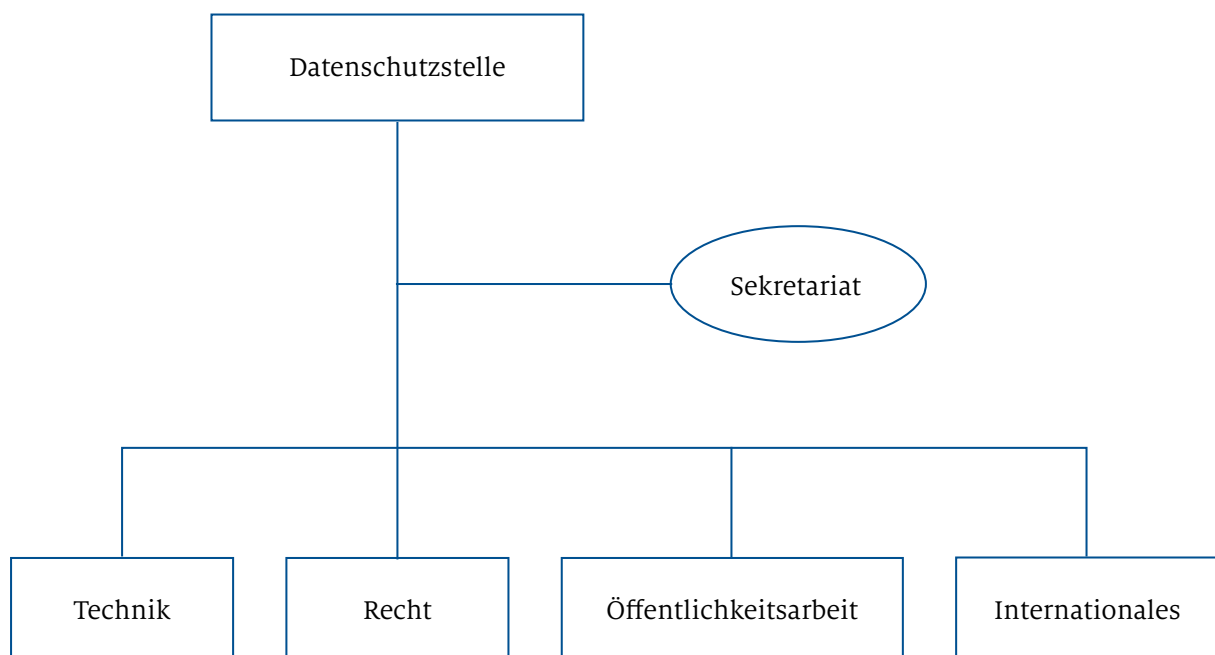 Datenschutzstelle
Sekretariat
Technik
Recht
Öffentlichkeitsarbeit
Internationales